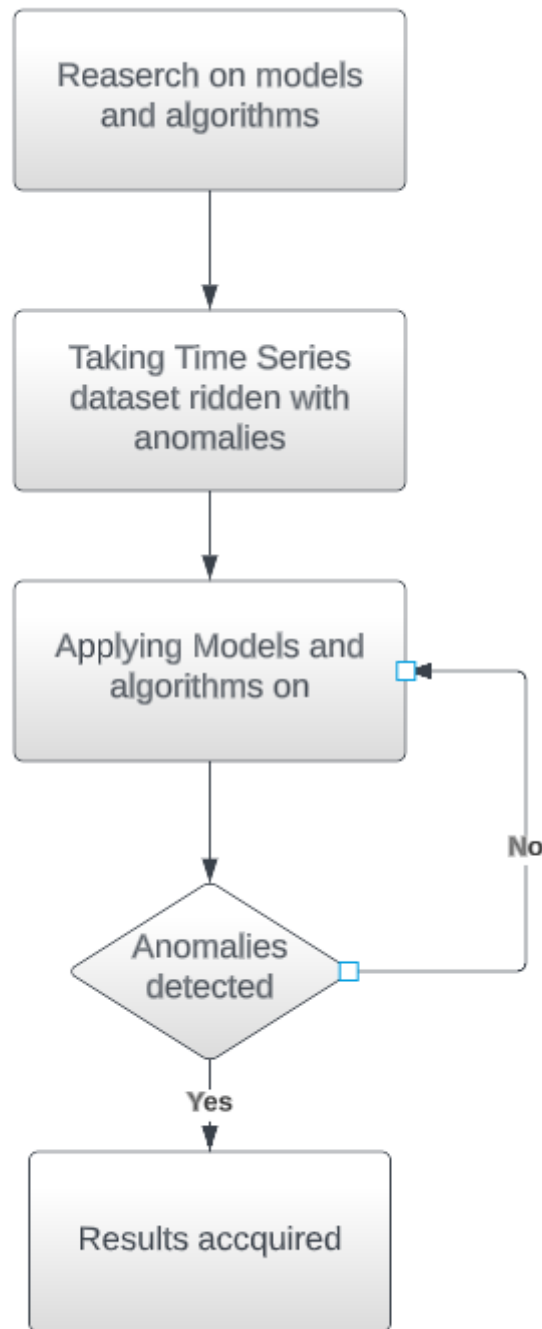 Reaserch on models
and algorithms
Taking Time Series
dataset ridden with
anomalies
Applying Models and
algorithms on
No
Anomalies
detected
Yes
Results accquired